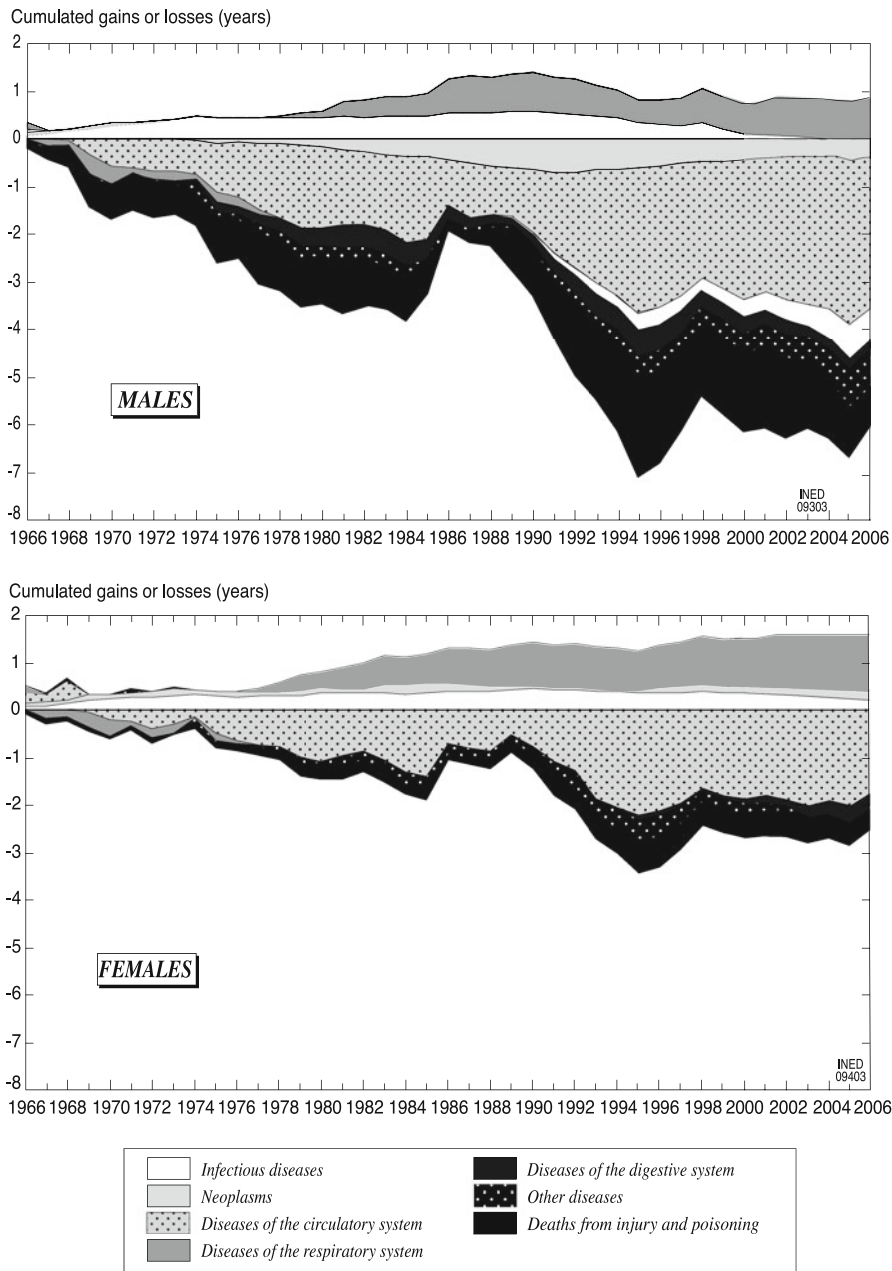 Cumulated gains or losses (years)
2
1
0
-1
-2
-3
-4
-5
-6
-7
-8
MALES
INED
09303
1966 1968 1970 1972 1974 1976 1978 1980 1982 1984 1986 1988 1990 1992 1994 1996 1998 2000 2002 2004 2006
Cumulated gains or losses (years)
2
1
0
-1
-2
-3
-4
-5
-6
-7
-8
FEMALES
INED
09403
1966 1968 1970 1972 1974 1976 1978 1980 1982 1984 1986 1988 1990 1992 1994 1996 1998 2000 2002 2004 2006
Infectious diseases
Neoplasms
Diseases of the circulatory system
Diseases of the respiratory system
Diseases of the digestive system
Other diseases
Deaths from injury and poisoning